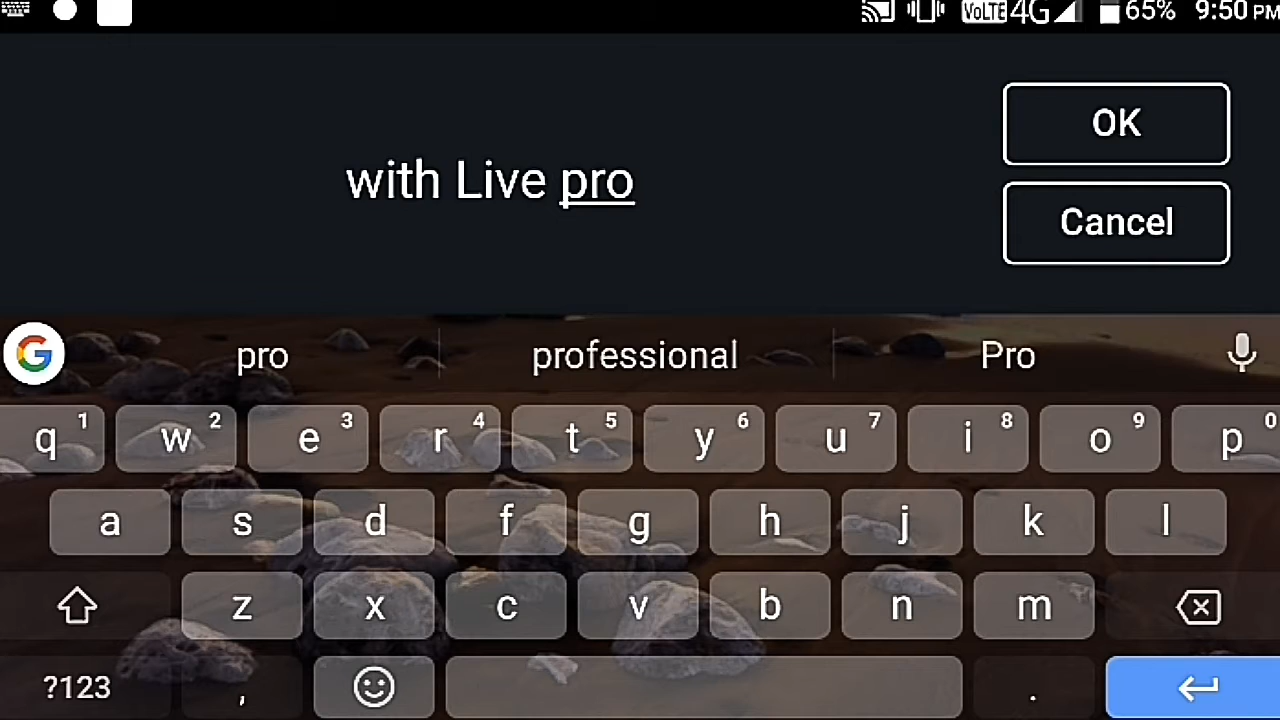 VoLTE 4G 65% 9:50 PM
OK
with Live pro
Cancel
G pro professional Pro
q 1 w 2 e 3 r 4 t 5 y 6 u 7 i 8 o 9 p 0
a s d f g h j k l
z x c v b n m
?123 , .